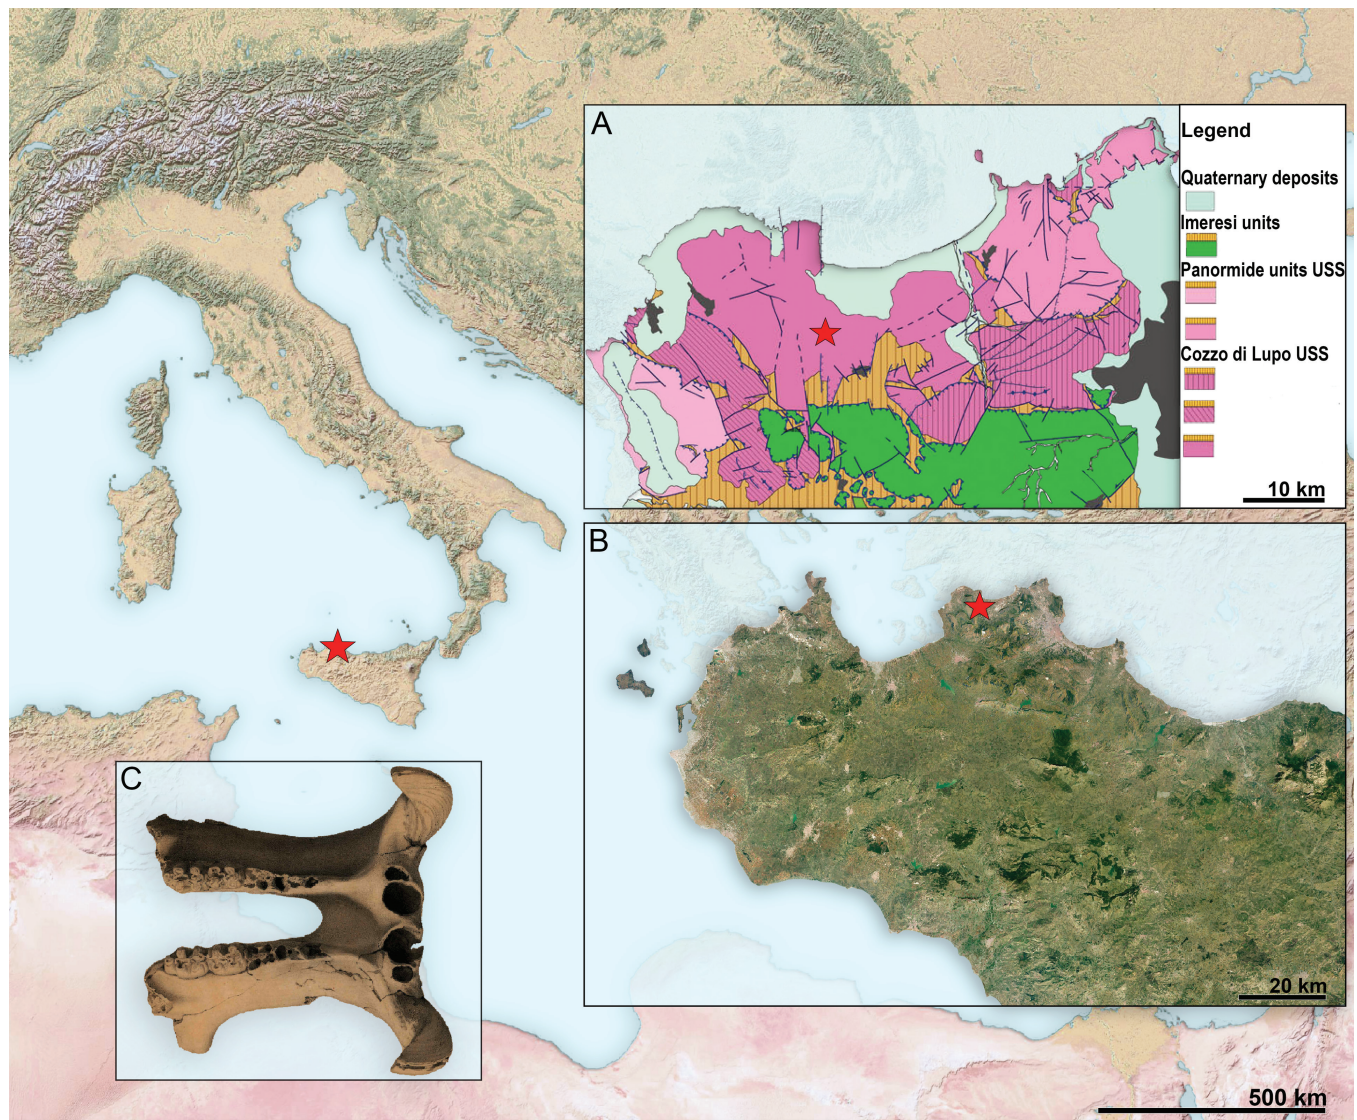 A
Legend
Quaternary deposits
Imeresi units
Panormide units USS
Cozzo di Lupo USS
10 km
B
20 km
C
500 km